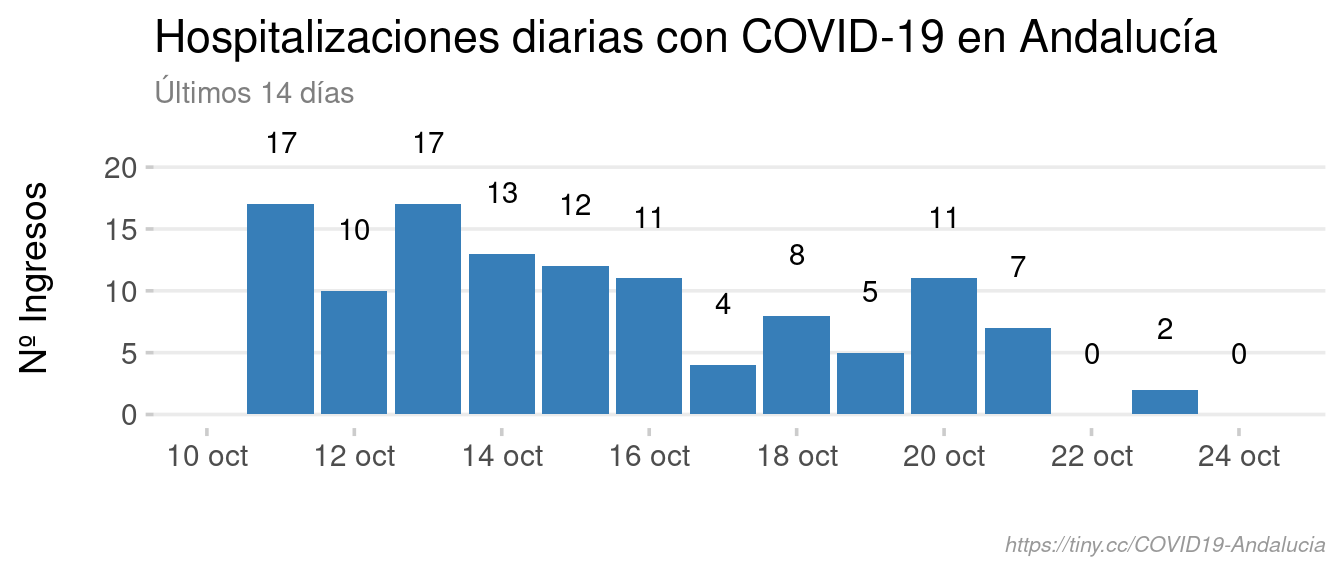 Hospitalizaciones diarias con COVID-19 en Andalucía
Últimos 14 días
Nº Ingresos
20
15
10
5
0
17
10
17
13
12
11
4
8
5
11
7
0
2
0
10 oct
12 oct
14 oct
16 oct
18 oct
20 oct
22 oct
24 oct
https://tiny.cc/COVID19-Andalucia